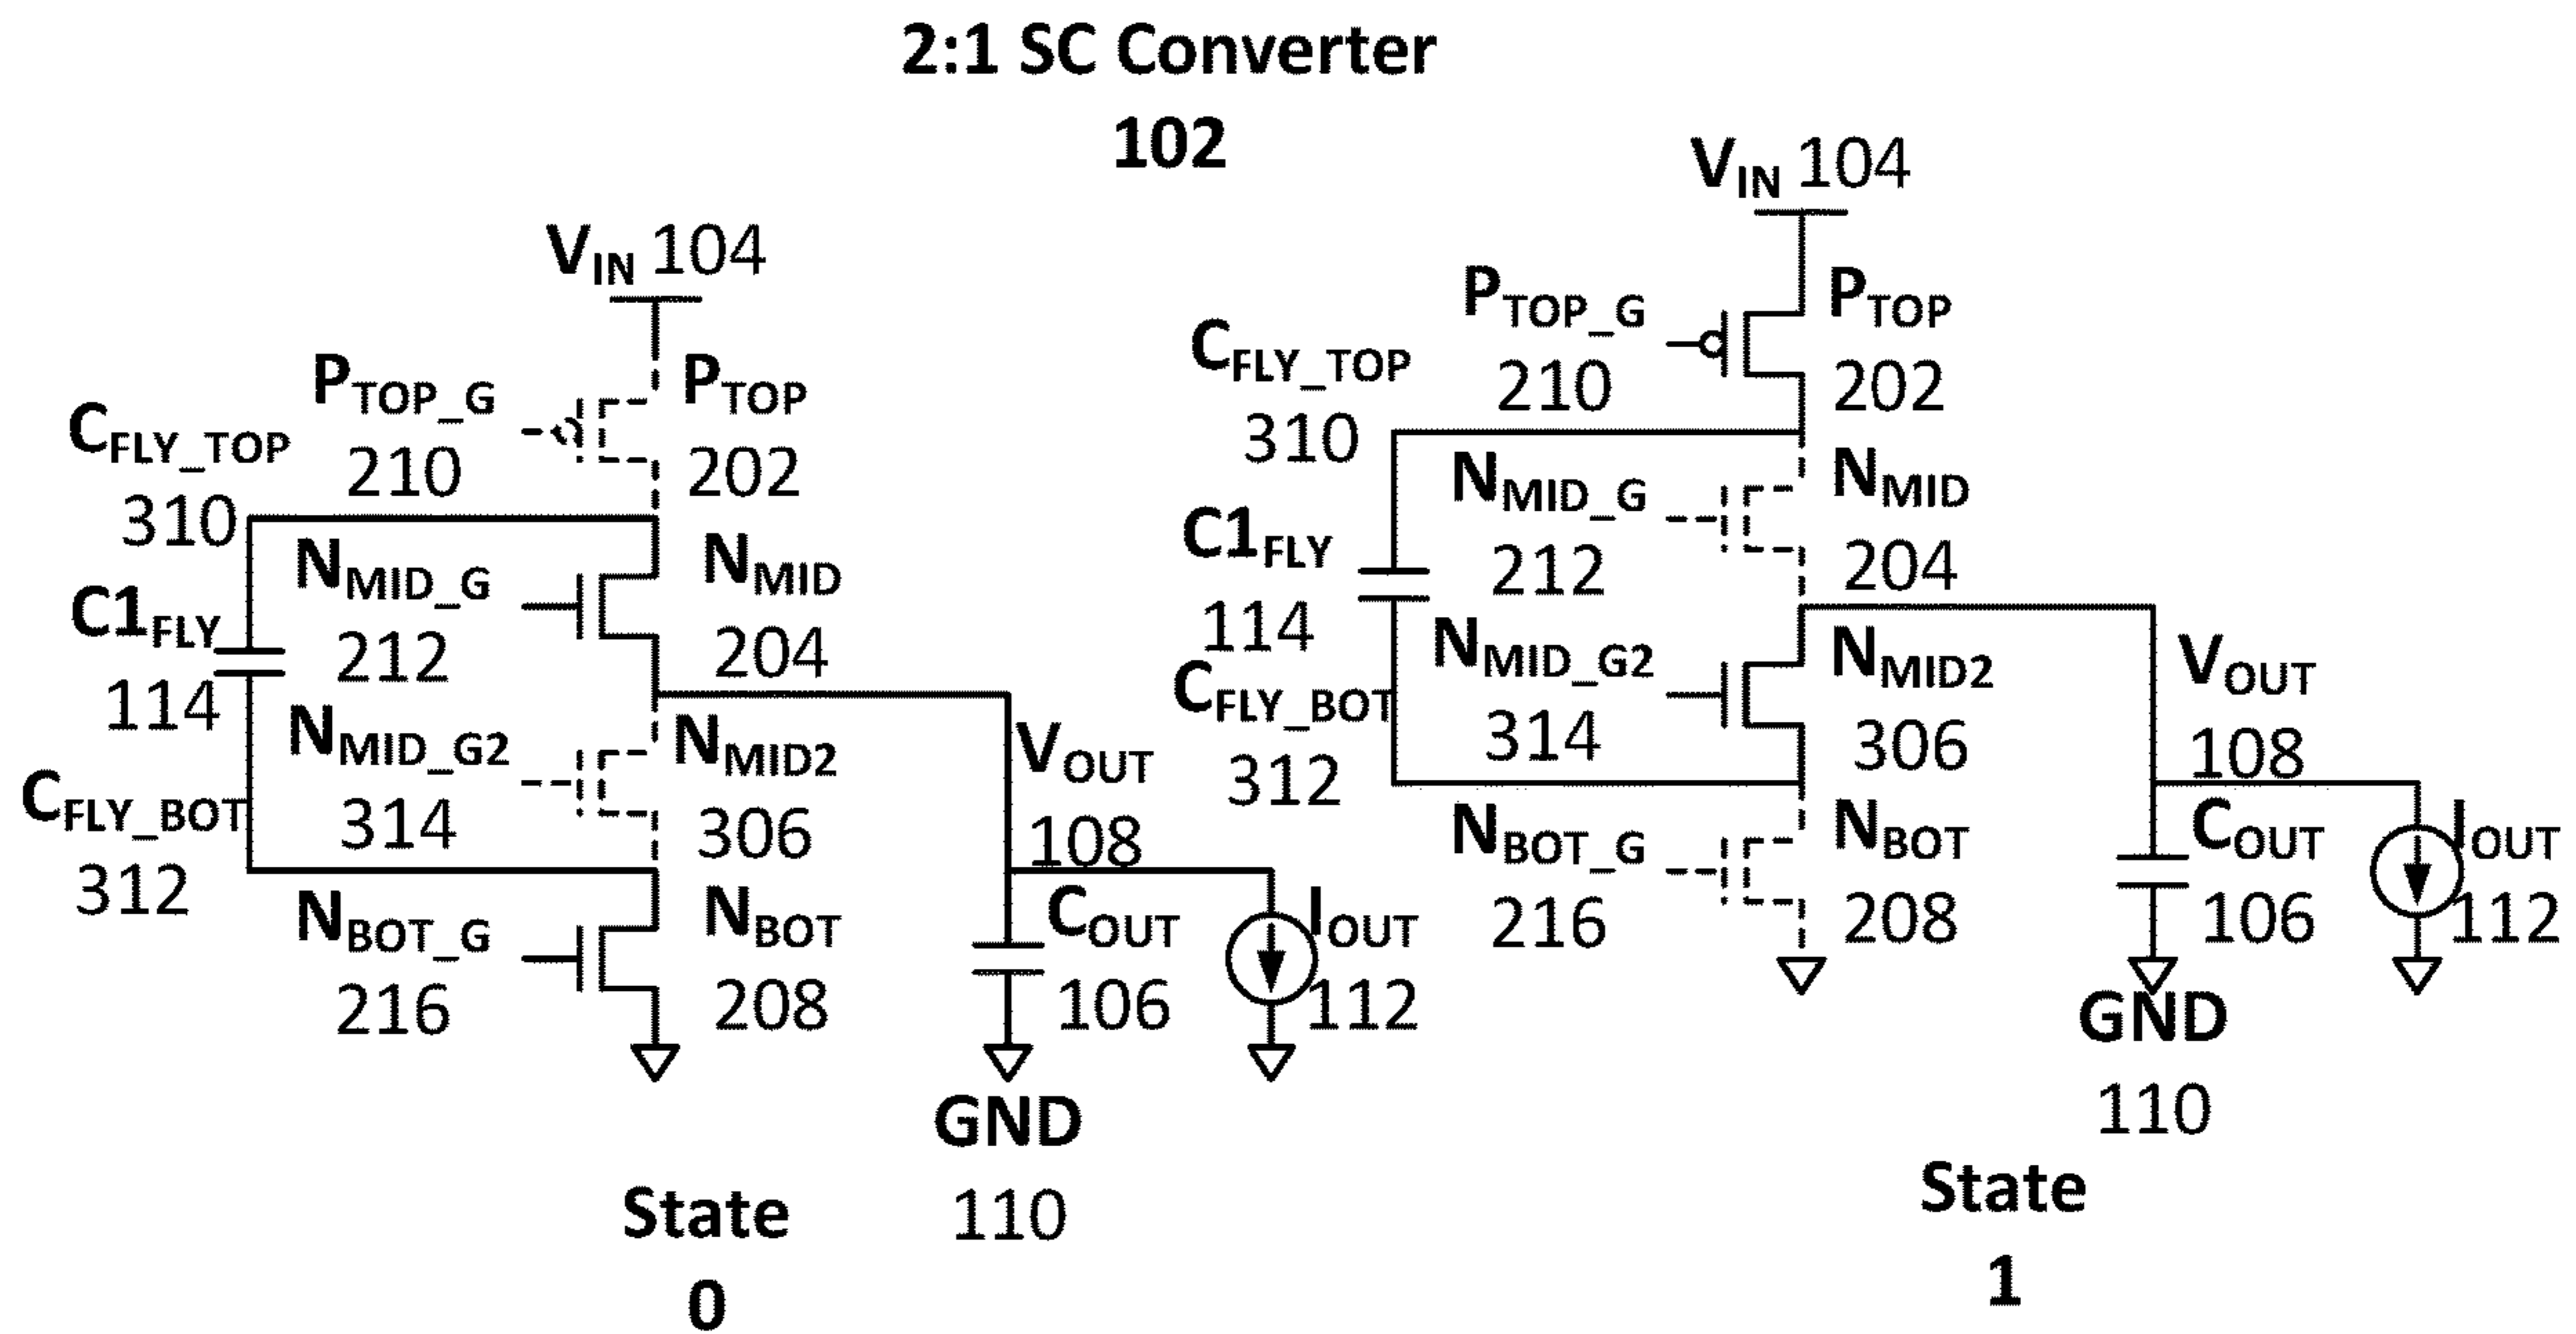 2:1 SC Converter
102
V_IN 104
P_TOP_G
210
P_TOP
202
C_FLY_TOP
310
N_MID_G
212
N_MID
204
C1_FLY
114
N_MID_G2
314
N_MID2
306
C_FLY_BOT
312
N_BOT_G
216
N_BOT
208
V_OUT
108
C_OUT
106
I_OUT
112
GND
110
State
0
V_IN 104
P_TOP_G
210
P_TOP
202
C_FLY_TOP
310
N_MID_G
212
N_MID
204
C1_FLY
114
N_MID_G2
314
N_MID2
306
C_FLY_BOT
312
N_BOT_G
216
N_BOT
208
V_OUT
108
C_OUT
106
I_OUT
112
GND
110
State
1